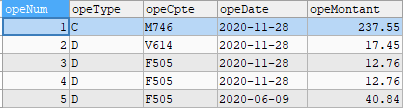 opeNum opeType opeCpte opeDate opeMontant
1 C M746 2020-11-28 237.55
2 D V614 2020-11-28 17.45
3 D F505 2020-11-28 12.76
4 D F505 2020-11-28 12.76
5 D F505 2020-06-09 40.84